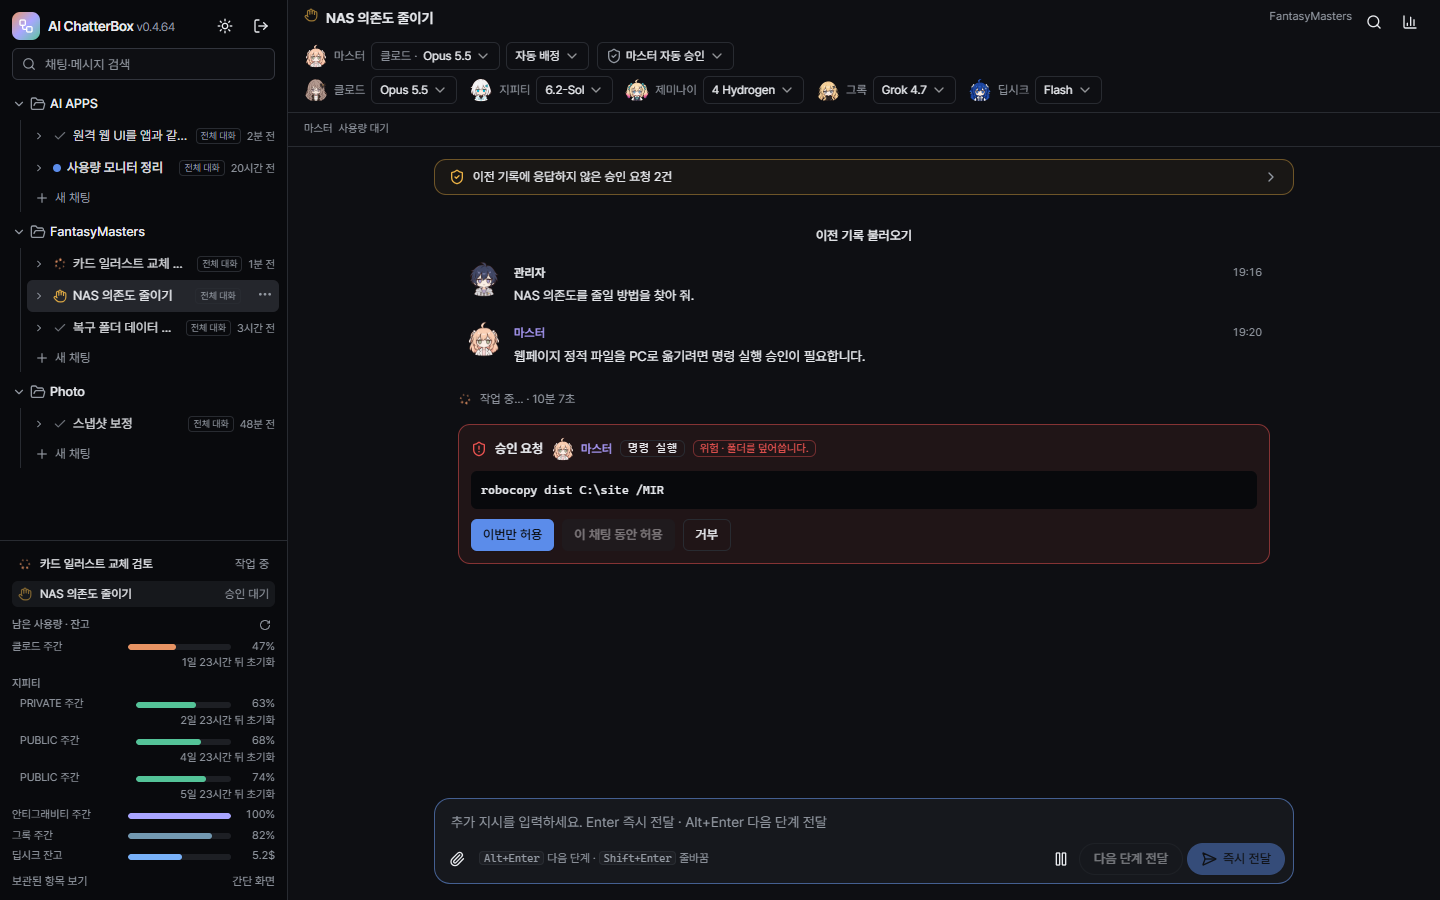 AI ChatterBox v0.4.64
채팅·메시지 검색
AI APPS
원격 웹 UI를 앱과 같... 전체 대화 2분 전
사용량 모니터 정리 전체 대화 20시간 전
새 채팅
FantasyMasters
카드 일러스트 교체 ... 전체 대화 1분 전
NAS 의존도 줄이기 전체 대화 ...
복구 폴더 데이터 ... 전체 대화 3시간 전
새 채팅
Photo
스냅샷 보정 전체 대화 48분 전
새 채팅
카드 일러스트 교체 검토 작업 중
NAS 의존도 줄이기 승인 대기
남은 사용량 · 잔고
클로드 주간 47%
1일 23시간 뒤 초기화
지피티
PRIVATE 주간 63%
2일 23시간 뒤 초기화
PUBLIC 주간 68%
4일 23시간 뒤 초기화
PUBLIC 주간 74%
5일 23시간 뒤 초기화
안티그래비티 주간 100%
그록 주간 82%
딥시크 잔고 5.2$
보관된 항목 보기 간단 화면
NAS 의존도 줄이기 FantasyMasters
마스터 클로드 · Opus 5.5 자동 배정 마스터 자동 승인
클로드 Opus 5.5 지피티 6.2-Sol 제미나이 4 Hydrogen 그록 Grok 4.7 딥시크 Flash
마스터 사용량 대기
이전 기록에 응답하지 않은 승인 요청 2건
이전 기록 불러오기
관리자 19:16
NAS 의존도를 줄일 방법을 찾아 줘.
마스터 19:20
웹페이지 정적 파일을 PC로 옮기려면 명령 실행 승인이 필요합니다.
작업 중... · 10분 7초
승인 요청 마스터 명령 실행 위험 · 폴더를 덮어씁니다.
robocopy dist C:\site /MIR
이번만 허용 이 채팅 동안 허용 거부
추가 지시를 입력하세요. Enter 즉시 전달 · Alt+Enter 다음 단계 전달
Alt+Enter 다음 단계 · Shift+Enter 줄바꿈 다음 단계 전달 즉시 전달